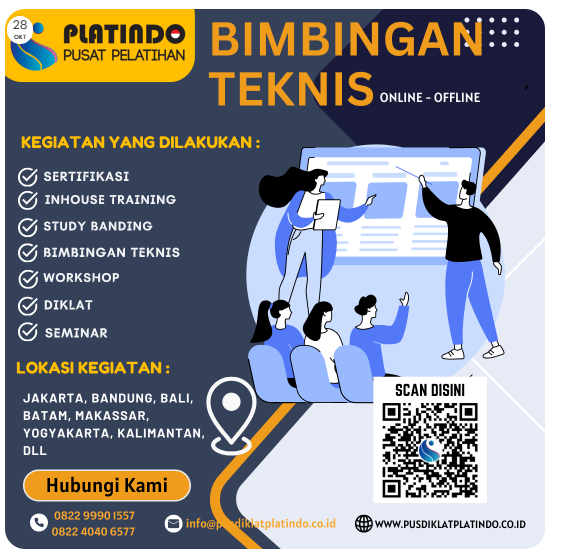 28
OKT
PLATINDO
PUSAT PELATIHAN
BIMBINGAN
TEKNIS
ONLINE - OFFLINE
KEGIATAN YANG DILAKUKAN :
SERTIFIKASI
INHOUSE TRAINING
STUDY BANDING
BIMBINGAN TEKNIS
WORKSHOP
DIKLAT
SEMINAR
LOKASI KEGIATAN :
JAKARTA, BANDUNG, BALI,
BATAM, MAKASSAR,
YOGYAKARTA, KALIMANTAN,
DLL
SCAN DISINI
Hubungi Kami
0822 9990 1557
0822 4040 6577
info@pusdiklatplatindo.co.id
WWW.PUSDIKLATPLATINDO.CO.ID